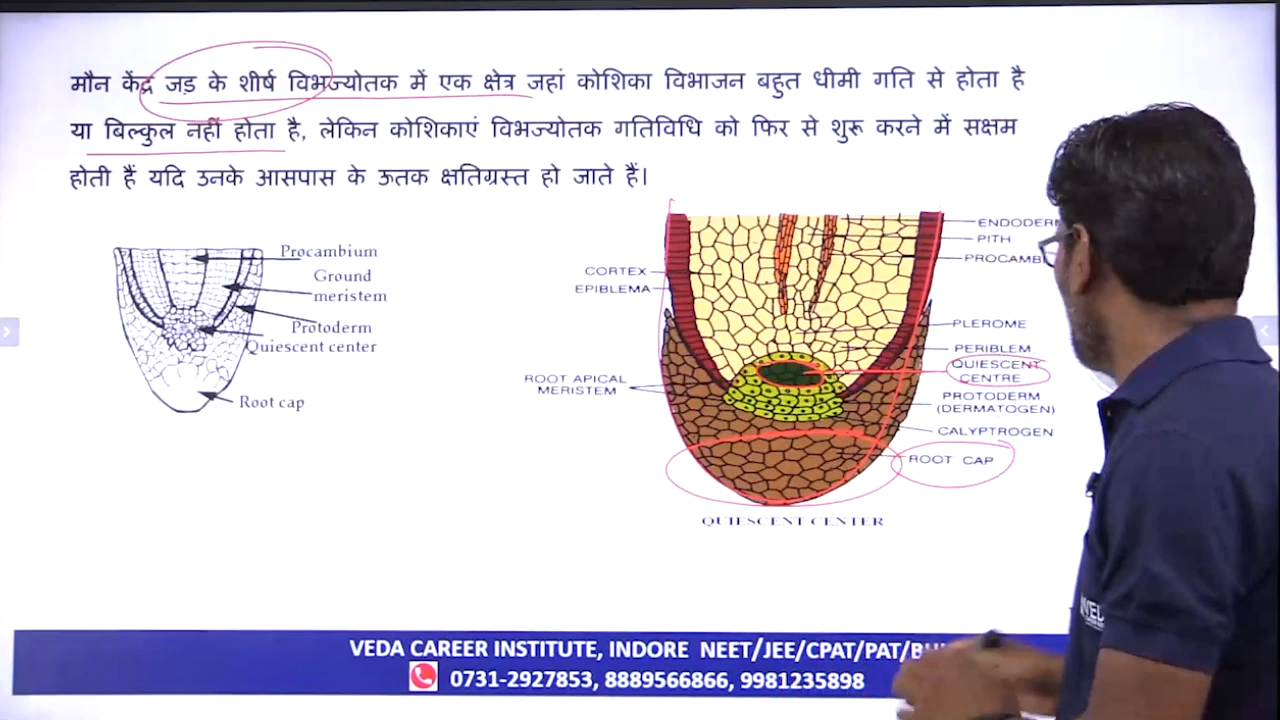 मौन केंद्र जड़ के शीर्ष विभज्योतक में एक क्षेत्र जहां कोशिका विभाजन बहुत धीमी गति से होता है
या बिल्कुल नहीं होता है, लेकिन कोशिकाएं विभज्योतक गतिविधि को फिर से शुरू करने में सक्षम
होती हैं यदि उनके आसपास के ऊतक क्षतिग्रस्त हो जाते हैं।
Procambium
Ground
meristem
Protoderm
Quiescent center
Root cap
CORTEX
EPIBLEMA
ROOT APICAL
MERISTEM
PITH
PLEROME
PERIBLEM
QUIESCENT
CENTRE
PROTODERM
(DERMATOGEN)
CALYPTROGEN
ROOT CAP
QUIESCENT CENTER
VEDA CAREER INSTITUTE, INDORE NEET/JEE/CPAT/PAT/
0731-2927853, 8889566866, 9981235898